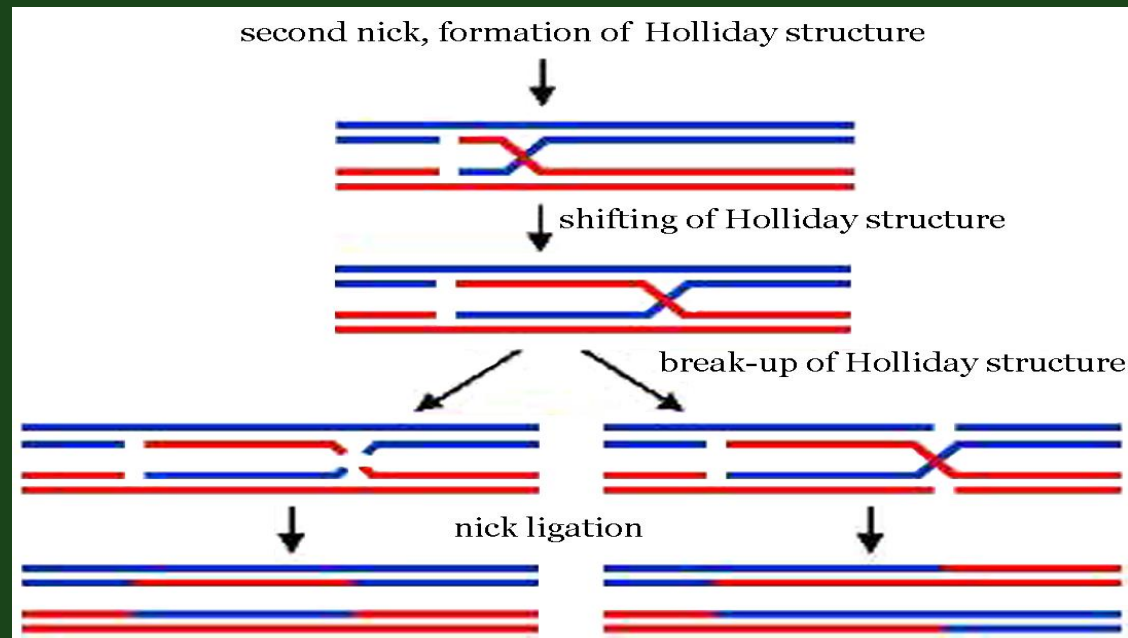 second nick, formation of Holliday structure
shifting of Holliday structure
break-up of Holliday structure
nick ligation